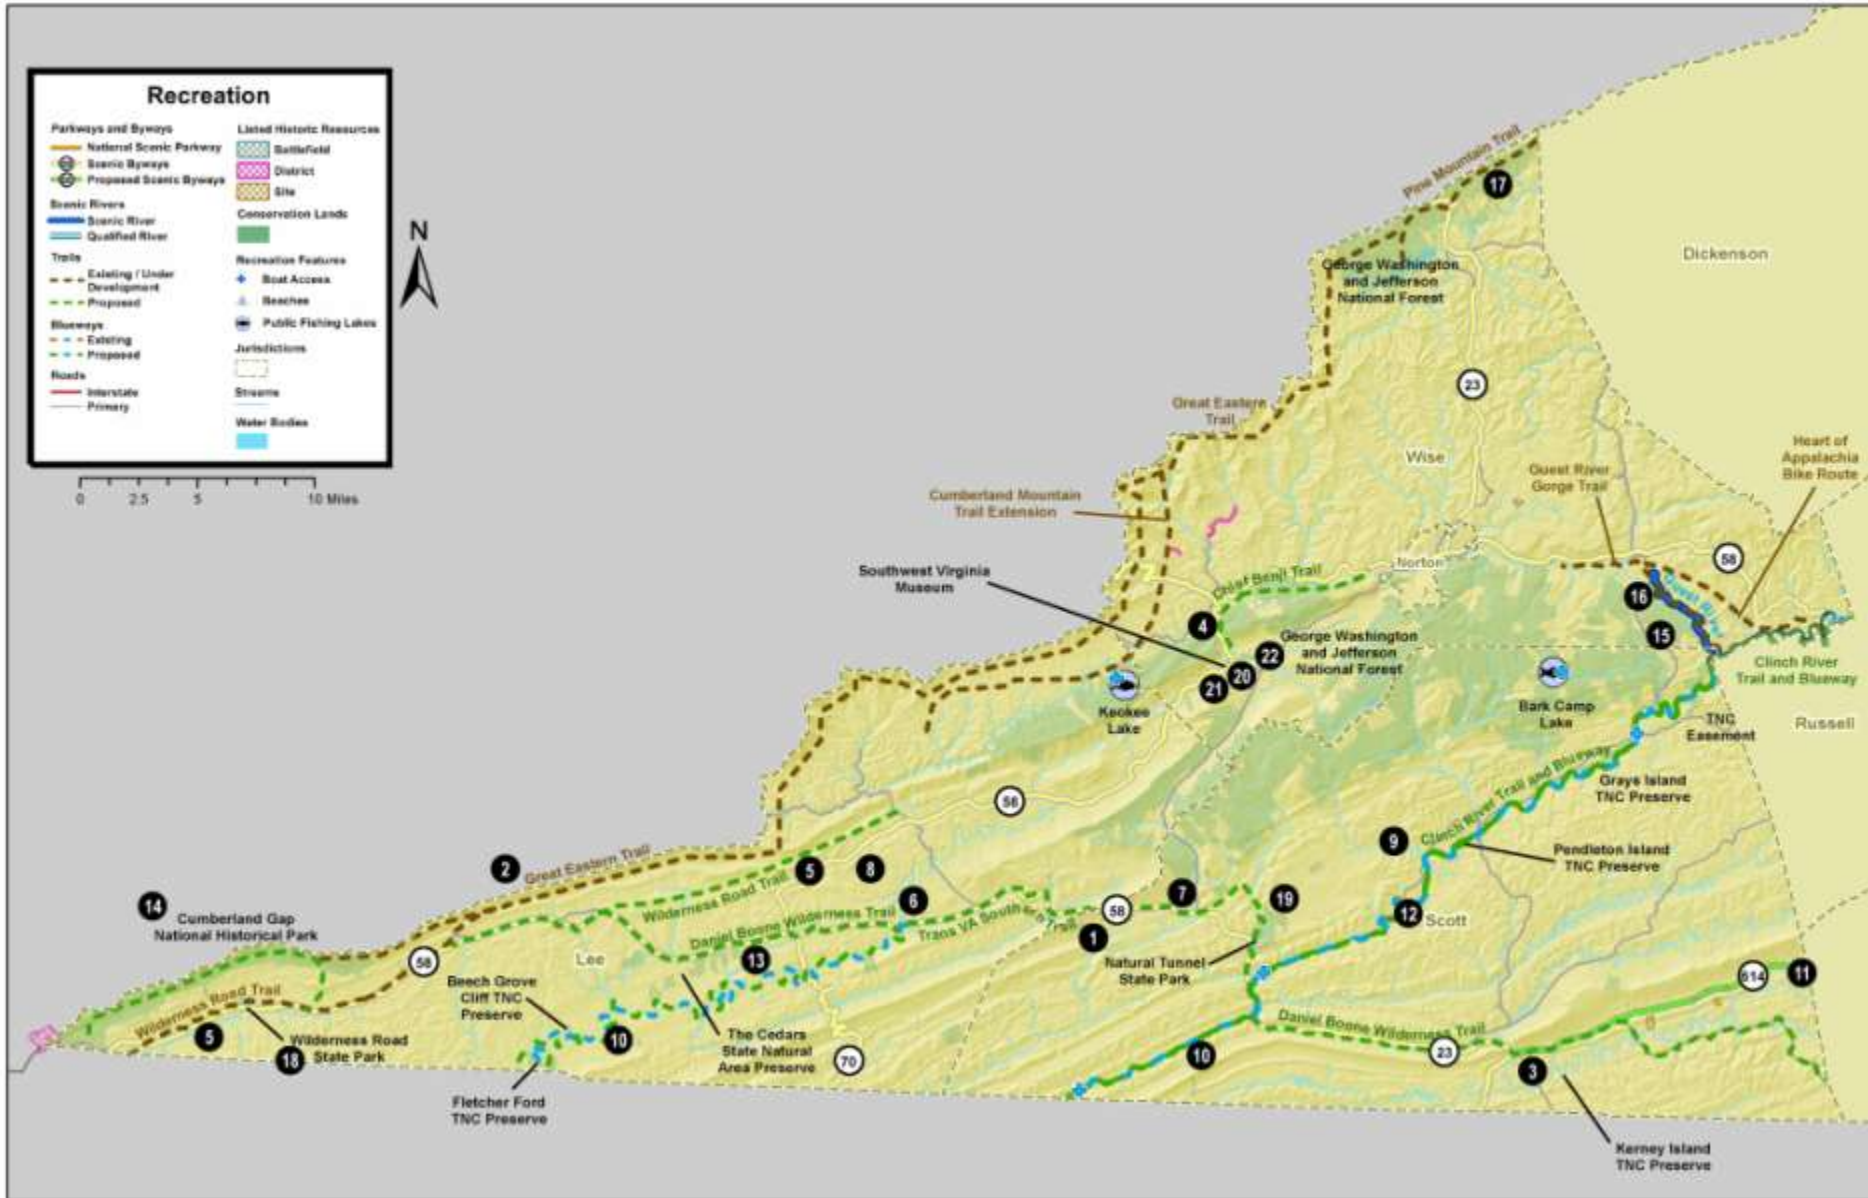 Recreation
Parkways and Byways
National Scenic Parkway
Scenic Byways
Proposed Scenic Byways
Scenic Rivers
Scenic River
Qualified River
Trails
Existing / Under
Development
Proposed
Blueways
Existing
Proposed
Roads
Interstate
Primary
Listed Historic Resources
Battlefield
District
Site
Conservation Lands
Recreation Features
Boat Access
Beaches
Public Fishing Lakes
Jurisdictions
Streams
Water Bodies
N
0 2.5 5 10 Miles
Pine Mountain Trail
17
Dickenson
George Washington
and Jefferson
National Forest
23
Great Eastern
Trail
Wise
Heart of
Appalachia
Bike Route
Guest River
Gorge Trail
Cumberland Mountain
Trail Extension
58
Southwest Virginia
Museum
Chief Benji Trail
Norton
16
Guest River
15
4
22
George Washington
and Jefferson
National Forest
20
21
Keokee
Lake
Bark Camp
Lake
Clinch River
Trail and Blueway
TNC
Easement
Russell
58
Grays Island
TNC Preserve
Clinch River Trail and Blueway
9
Pendleton Island
TNC Preserve
2
Great Eastern Trail
5
8
6
7
19
12
Scott
14
Cumberland Gap
National Historical Park
Wilderness Road Trail
Daniel Boone Wilderness Trail
Trans VA Southern Trail
58
1
Natural Tunnel
State Park
58
Lee
13
Beech Grove
Cliff TNC
Preserve
614
11
Wilderness Road Trail
5
18
Wilderness Road
State Park
10
The Cedars
State Natural
Area Preserve
70
Daniel Boone Wilderness Trail
10
23
3
Fletcher Ford
TNC Preserve
Kerney Island
TNC Preserve